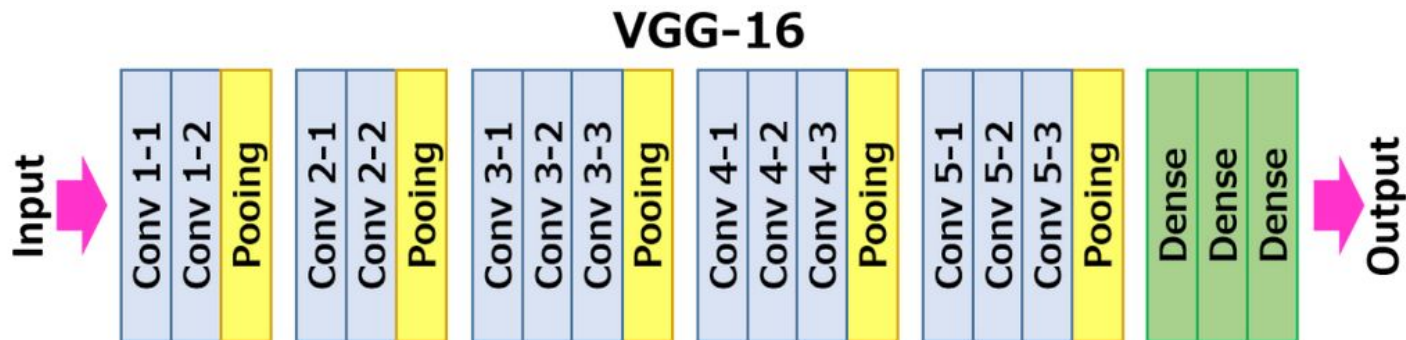 VGG-16
Input
Conv 1-1
Conv 1-2
Pooing
Conv 2-1
Conv 2-2
Pooing
Conv 3-1
Conv 3-2
Conv 3-3
Pooing
Conv 4-1
Conv 4-2
Conv 4-3
Pooing
Conv 5-1
Conv 5-2
Conv 5-3
Pooing
Dense
Dense
Dense
Output